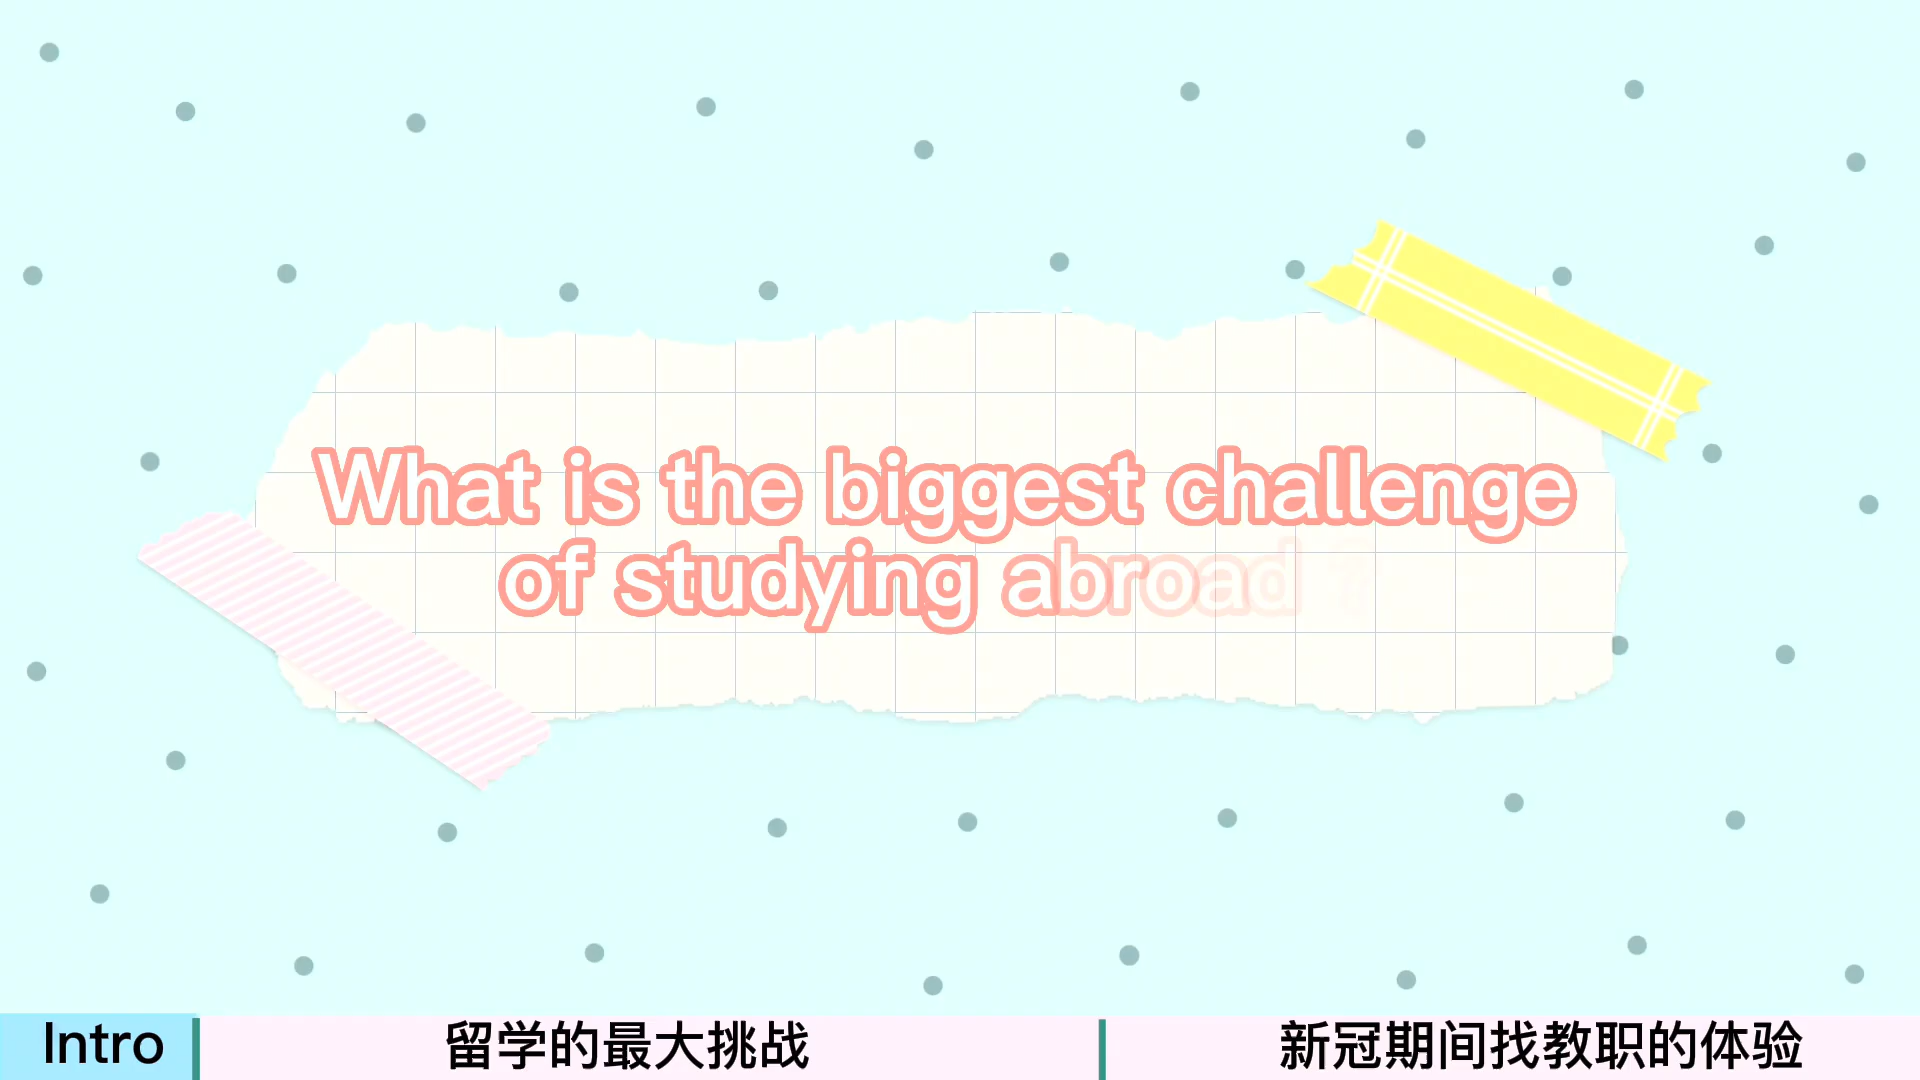 What is the biggest challenge
of studying abroad
Intro
留学的最大挑战
新冠期间找教职的体验